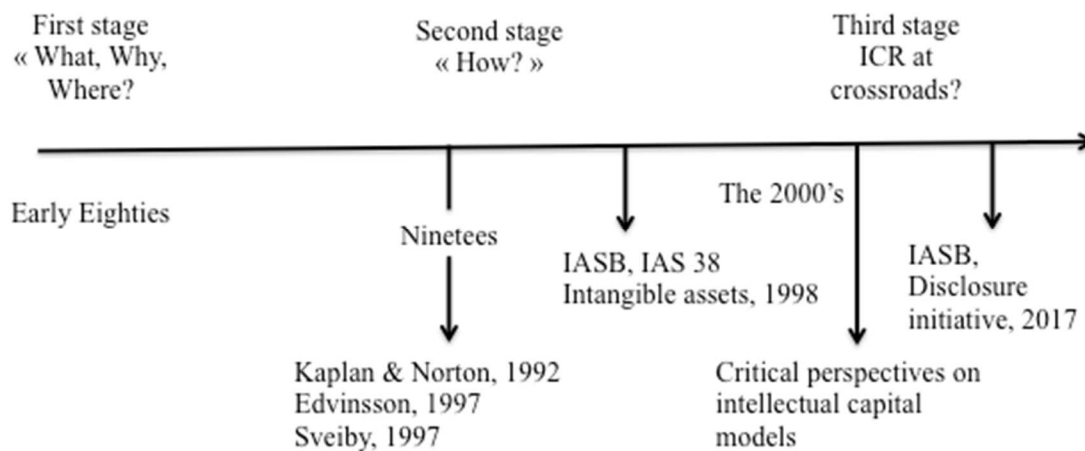 First stage
« What, Why,
Where?
Second stage
« How? »
Third stage
ICR at
crossroads?
Early Eighties
Ninetees
The 2000's
IASB, IAS 38
Intangible assets, 1998
IASB,
Disclosure
initiative, 2017
Kaplan & Norton, 1992
Edvinsson, 1997
Sveiby, 1997
Critical perspectives on
intellectual capital
models